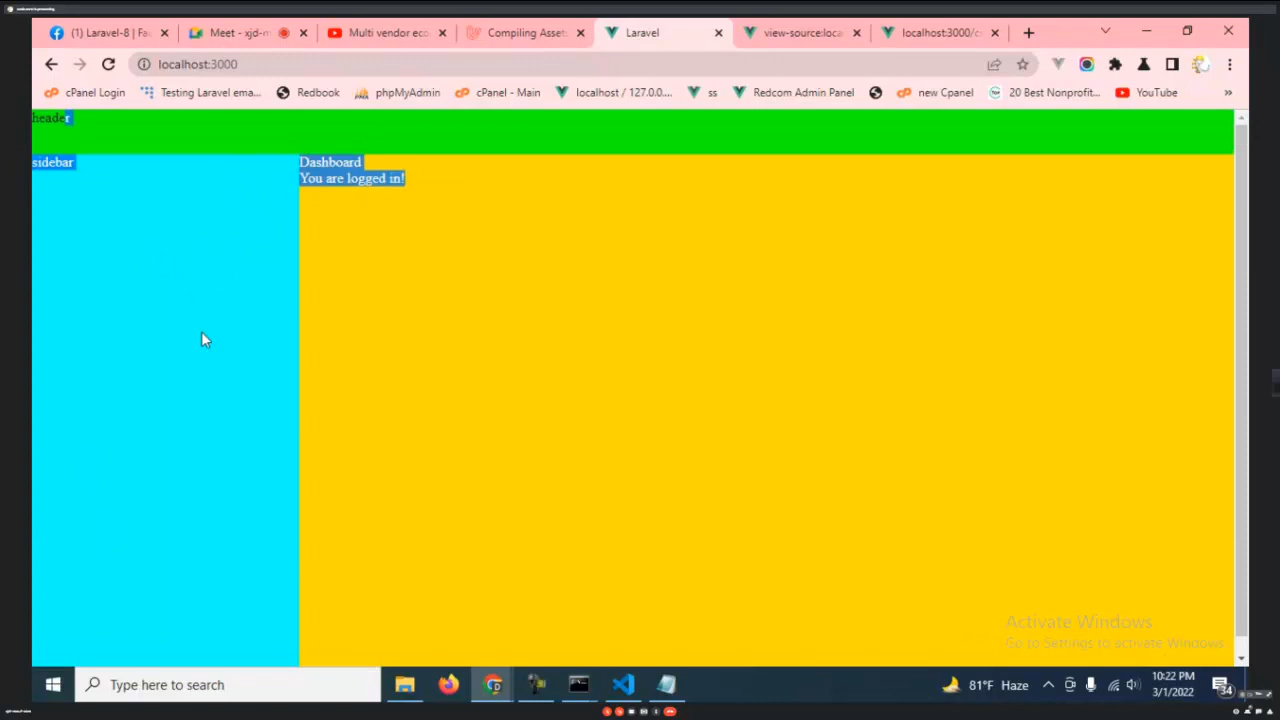 (1) Laravel-8 | Fa
Meet - xjd-m
Multi vendor eco
Compiling Asset
Laravel
view-source:loca
localhost:3000/c
localhost:3000
cPanel Login
Testing Laravel ema...
Redbook
phpMyAdmin
cPanel - Main
localhost / 127.0.0....
ss
Redcom Admin Panel
new Cpanel
20 Best Nonprofit...
YouTube
»
header
sidebar
Dashboard
You are logged in!
Activate Windows
Go to Settings to activate Windows
Type here to search
81°F Haze
10:22 PM
3/1/2022
34